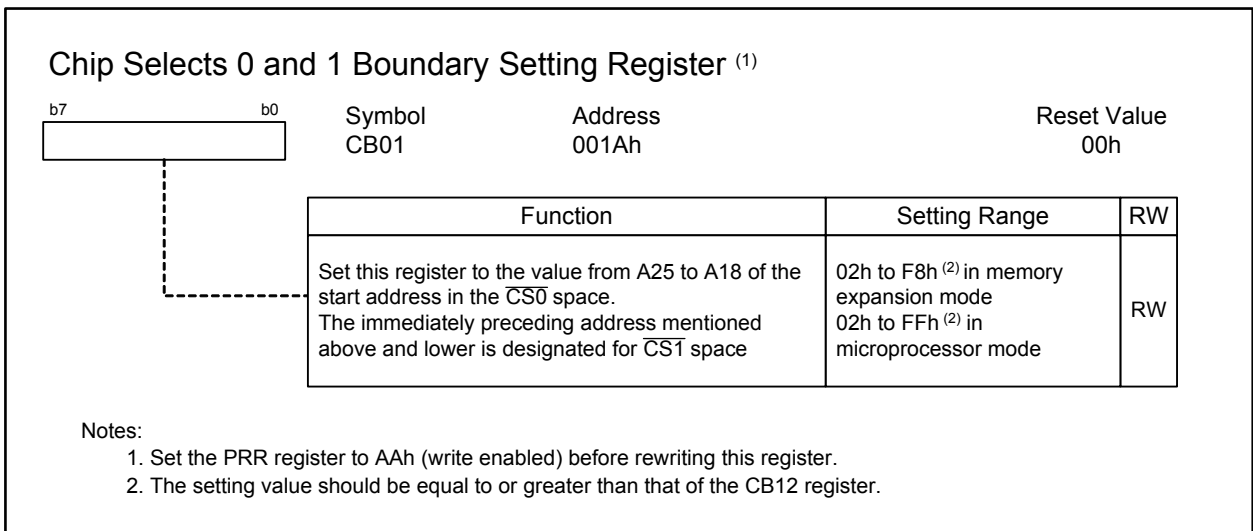 Chip Selects 0 and 1 Boundary Setting Register (1)
b7 b0
Symbol Address Reset Value
CB01 001Ah 00h
Function Setting Range RW
Set this register to the value from A25 to A18 of the
start address in the C̅S̅0̅ space.
The immediately preceding address mentioned
above and lower is designated for C̅S̅1̅ space
02h to F8h (2) in memory
expansion mode
02h to FFh (2) in
microprocessor mode
RW
Notes:
1. Set the PRR register to AAh (write enabled) before rewriting this register.
2. The setting value should be equal to or greater than that of the CB12 register.